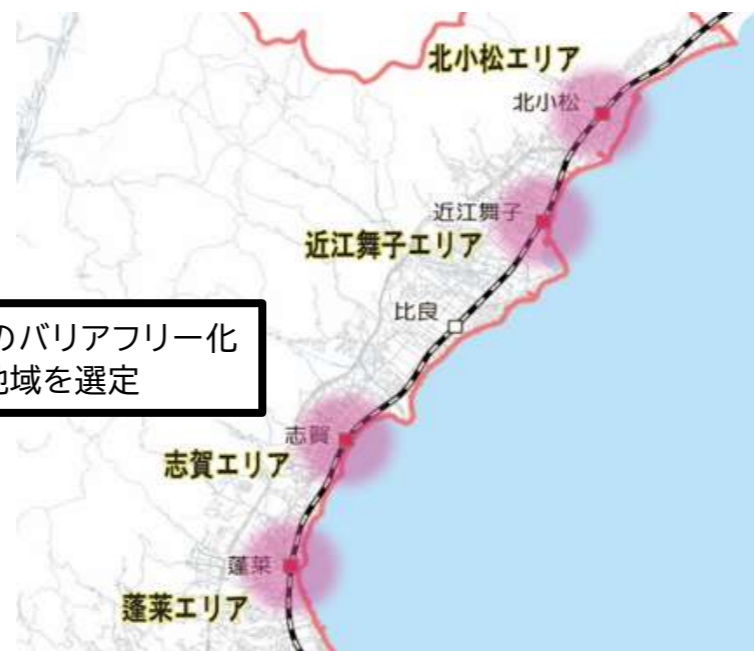 北小松エリア
北小松
近江舞子
近江舞子エリア
比良
のバリアフリー化
地域を選定
志賀
志賀エリア
蓬莱
蓬莱エリア